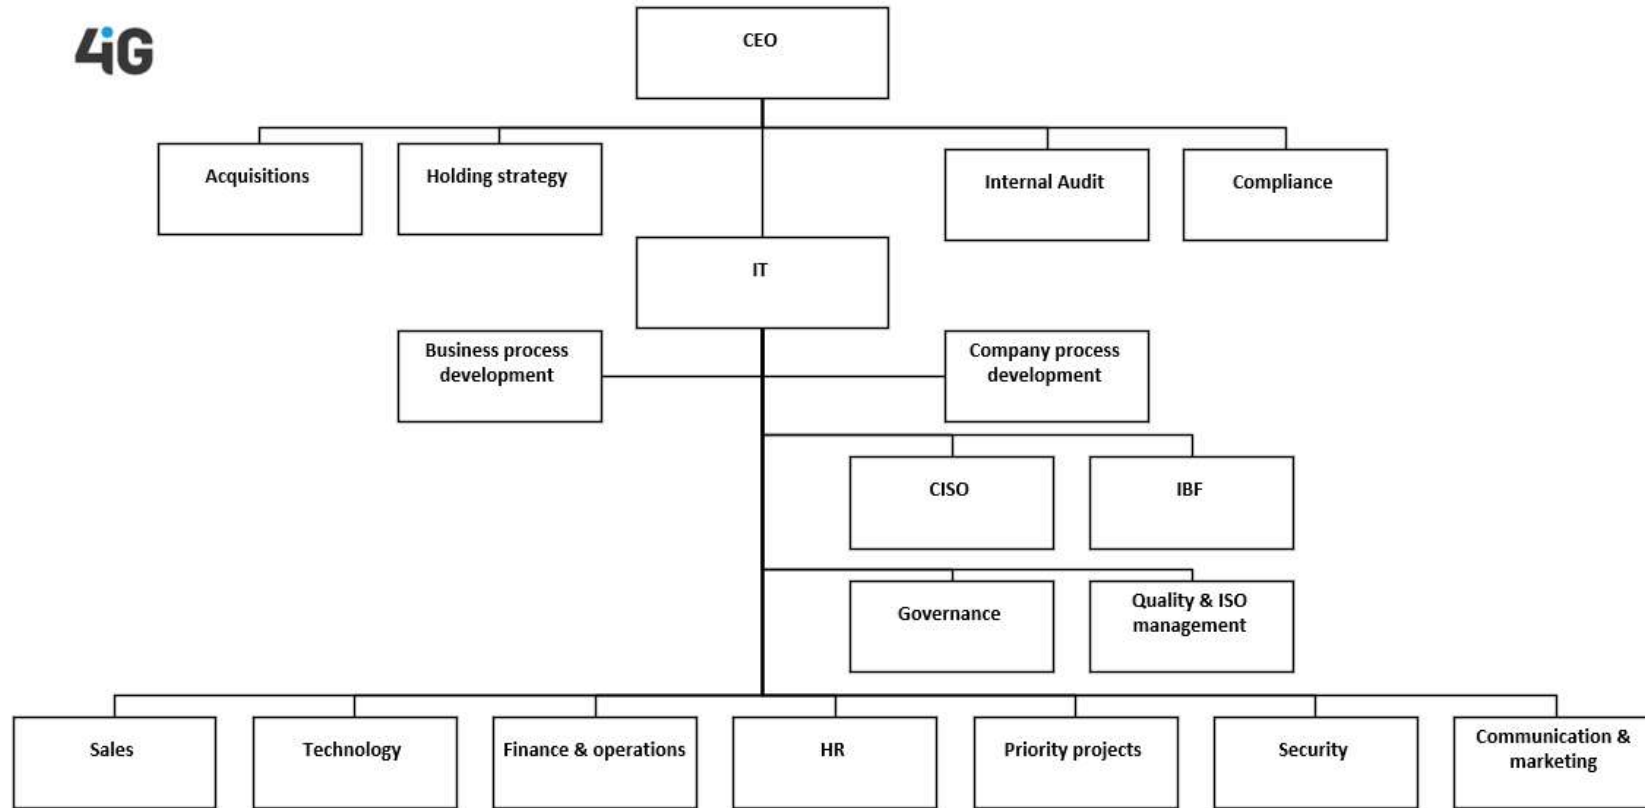 4iG
CEO
Acquisitions
Holding strategy
Internal Audit
Compliance
IT
Business process
development
Company process
development
CISO
IBF
Governance
Quality & ISO
management
Sales
Technology
Finance & operations
HR
Priority projects
Security
Communication &
marketing